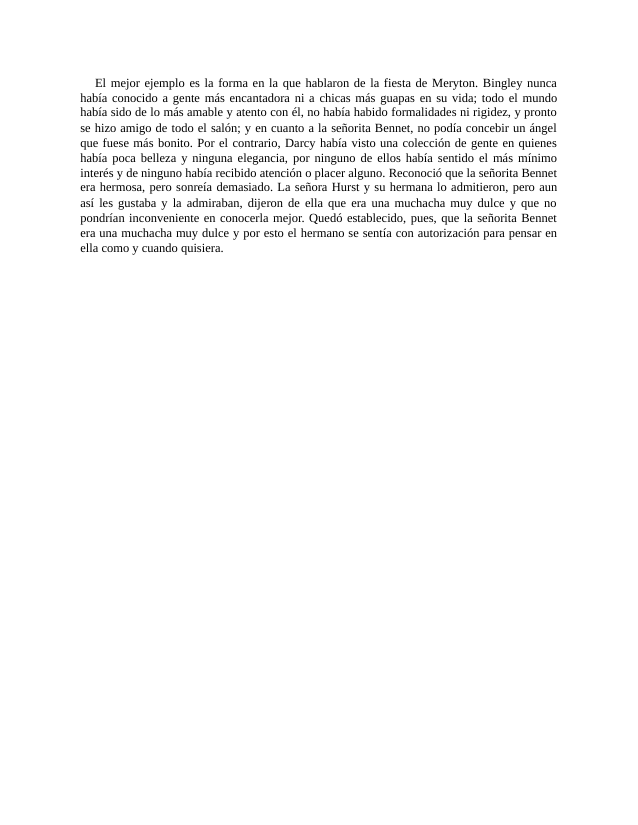 El mejor ejemplo es la forma en la que hablaron de la fiesta de Meryton. Bingley nunca
había conocido a gente más encantadora ni a chicas más guapas en su vida; todo el mundo
había sido de lo más amable y atento con él, no había habido formalidades ni rigidez, y pronto
se hizo amigo de todo el salón; y en cuanto a la señorita Bennet, no podía concebir un ángel
que fuese más bonito. Por el contrario, Darcy había visto una colección de gente en quienes
había poca belleza y ninguna elegancia, por ninguno de ellos había sentido el más mínimo
interés y de ninguno había recibido atención o placer alguno. Reconoció que la señorita Bennet
era hermosa, pero sonreía demasiado. La señora Hurst y su hermana lo admitieron, pero aun
así les gustaba y la admiraban, dijeron de ella que era una muchacha muy dulce y que no
pondrían inconveniente en conocerla mejor. Quedó establecido, pues, que la señorita Bennet
era una muchacha muy dulce y por esto el hermano se sentía con autorización para pensar en
ella como y cuando quisiera.